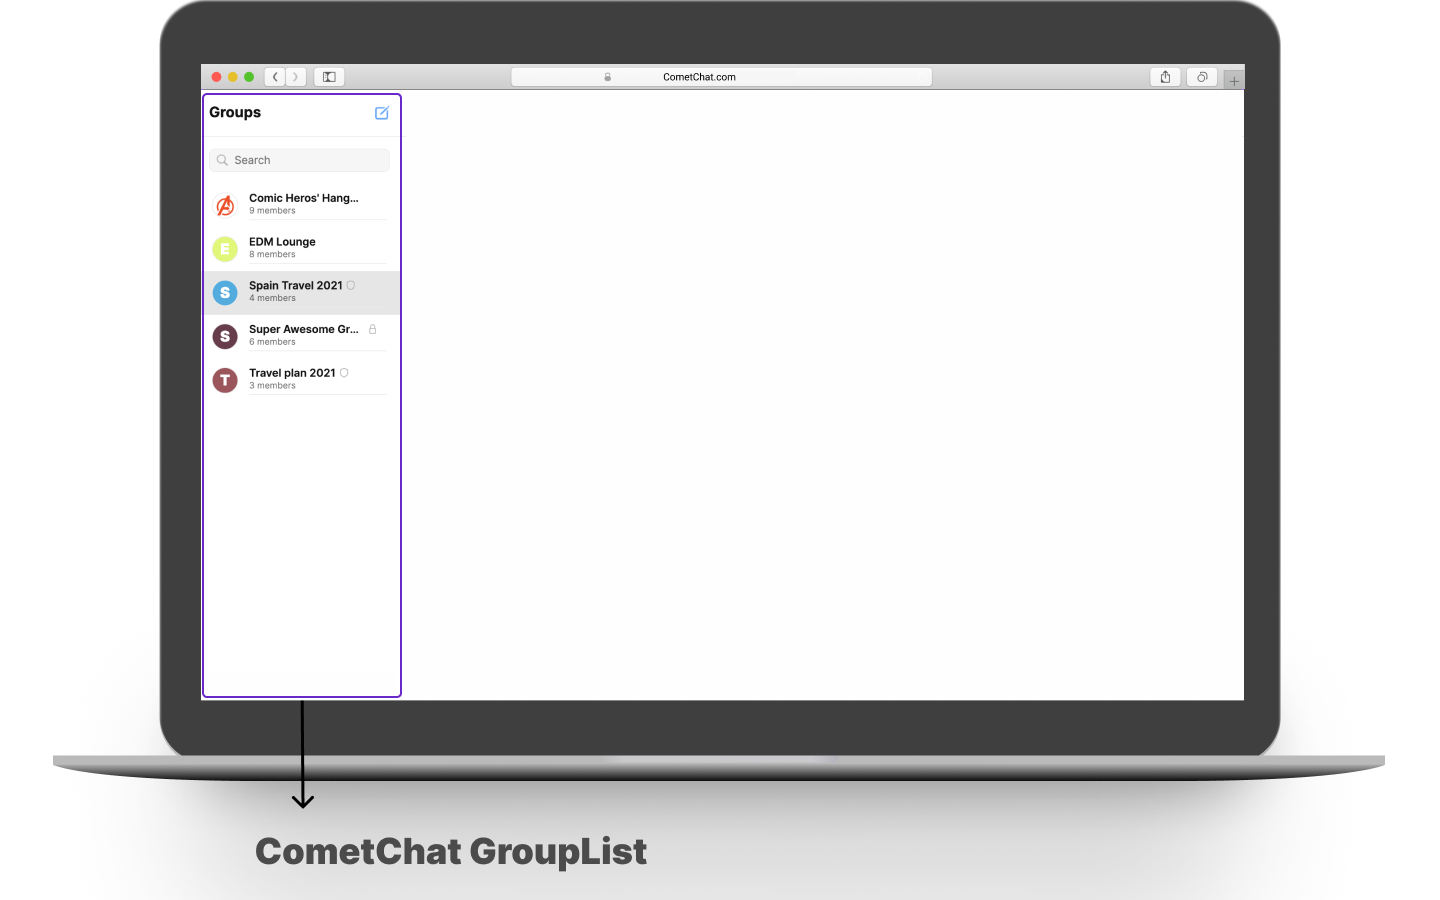 CometChat.com
Groups
Search
Comic Heros' Hang...
9 members
E
EDM Lounge
8 members
S
Spain Travel 2021
4 members
S
Super Awesome Gr...
6 members
T
Travel plan 2021
3 members
CometChat GroupList